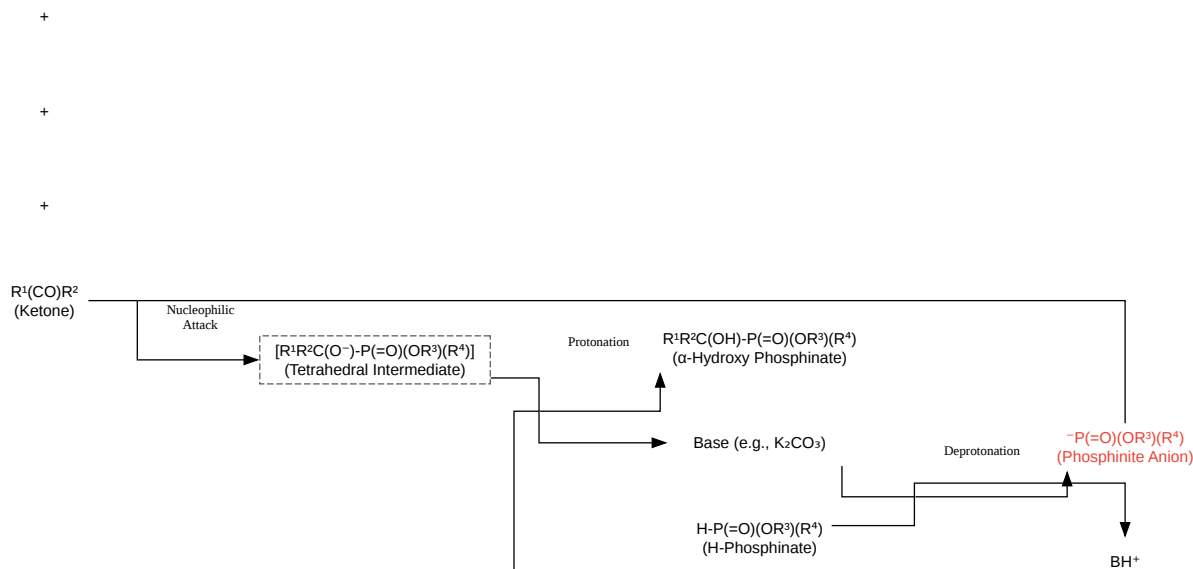 +
+
+
R¹(CO)R²
(Ketone)
Nucleophilic
Attack
[R¹R²C(O⁻)-P(=O)(OR³)(R⁴)]
(Tetrahedral Intermediate)
Protonation
R¹R²C(OH)-P(=O)(OR³)(R⁴)
(α-Hydroxy Phosphinate)
Base (e.g., K₂CO₃)
Deprotonation
⁻P(=O)(OR³)(R⁴)
(Phosphinite Anion)
H-P(=O)(OR³)(R⁴)
(H-Phosphinate)
BH⁺